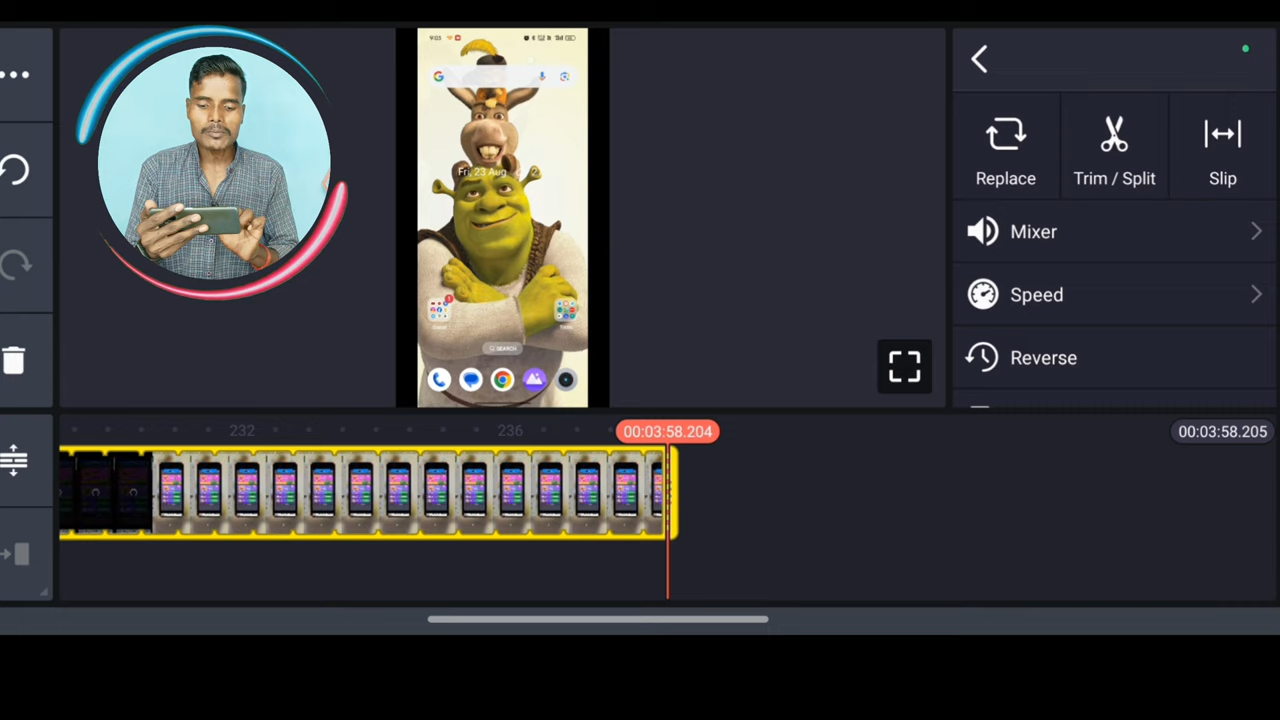 9:03
Fri, 23 Aug
SEARCH
Replace
Trim / Split
Slip
Mixer
Speed
Reverse
232
236
00:03:58.204
00:03:58.205